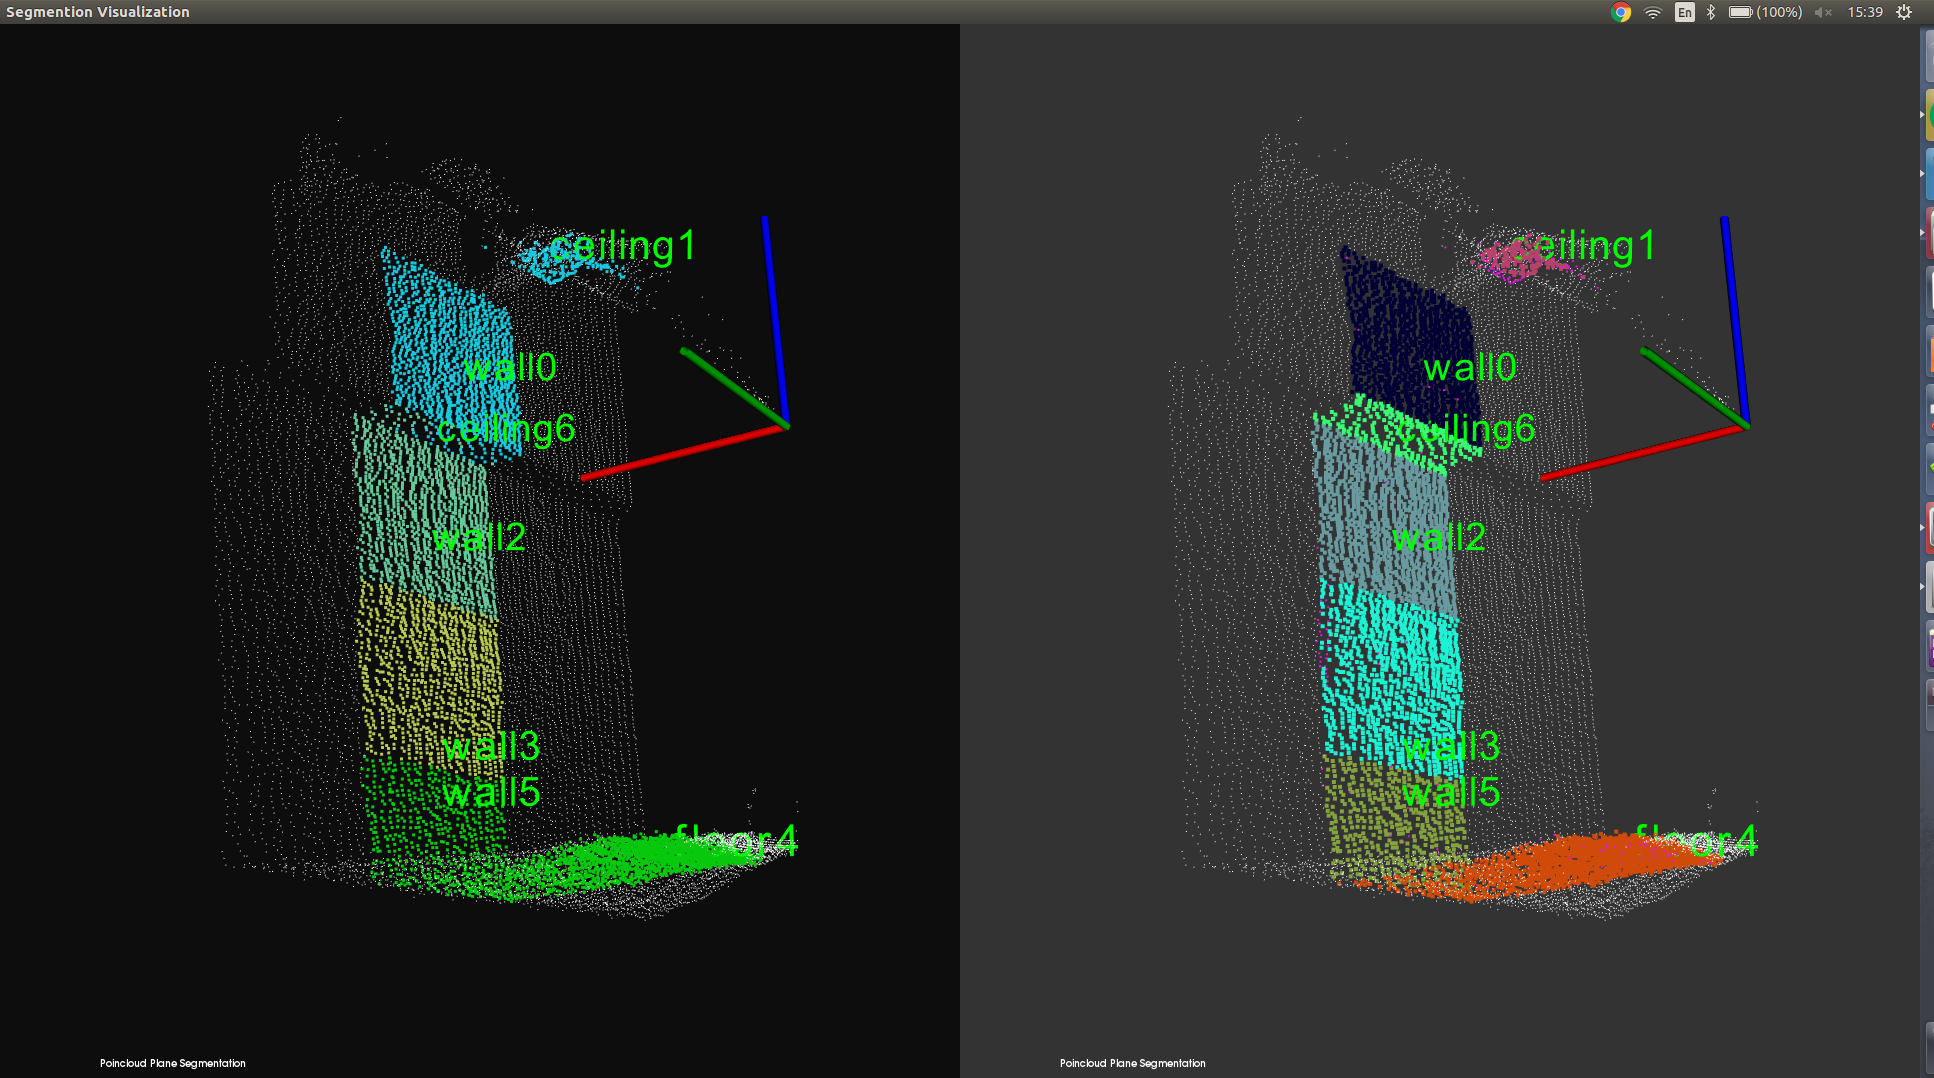 Segmention Visualization
En
(100%)
15:39
ceiling1
wall0
ceiling6
wall2
wall3
wall5
floor4
Poincloud Plane Segmentation
ceiling1
wall0
ceiling6
wall2
wall3
wall5
floor4
Poincloud Plane Segmentation